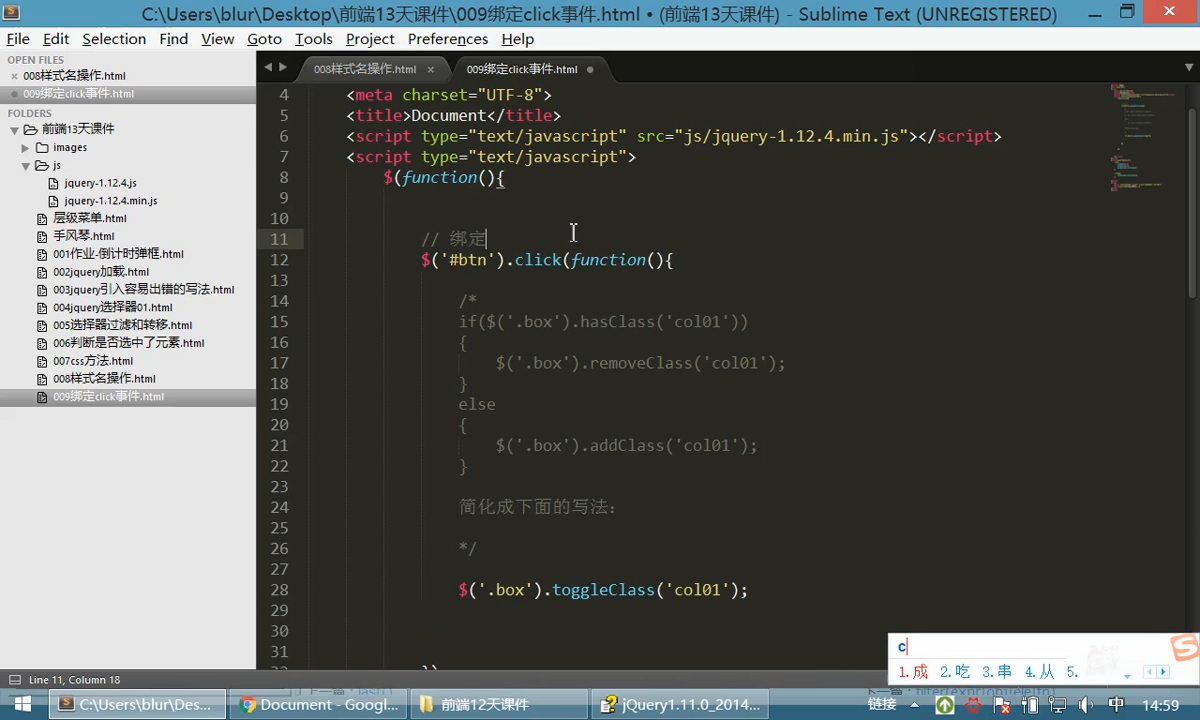 C:\Users\blur\Desktop\前端13天课件\009绑定click事件.html • (前端13天课件) - Sublime Text (UNREGISTERED)
File Edit Selection Find View Goto Tools Project Preferences Help
OPEN FILES
008样式名操作.html
009绑定click事件.html
FOLDERS
前端13天课件
images
js
jquery-1.12.4.js
jquery-1.12.4.min.js
层级菜单.html
手风琴.html
001作业-倒计时弹框.html
002jquery加载.html
003jquery引入容易出错的写法.html
004jquery选择器01.html
005选择器过滤和转移.html
006判断是否选中了元素.html
007css方法.html
008样式名操作.html
009绑定click事件.html
008样式名操作.html × 009绑定click事件.html
4 <meta charset="UTF-8">
5 <title>Document</title>
6 <script type="text/javascript" src="js/jquery-1.12.4.min.js"></script>
7 <script type="text/javascript">
8 $(function(){
9
10
11 // 绑定
12 $('#btn').click(function(){
13
14 /*
15 if($('.box').hasClass('col01'))
16 {
17 $('.box').removeClass('col01');
18 }
19 else
20 {
21 $('.box').addClass('col01');
22 }
23
24 简化成下面的写法：
25
26 */
27
28 $('.box').toggleClass('col01');
29
30
31
c
1.成 2.吃 3.串 4.从 5.
Line 11, Column 18
C:\Users\blur\Des... Document - Googl... 前端12天课件 jQuery1.11.0_2014... 链接 中 14:59